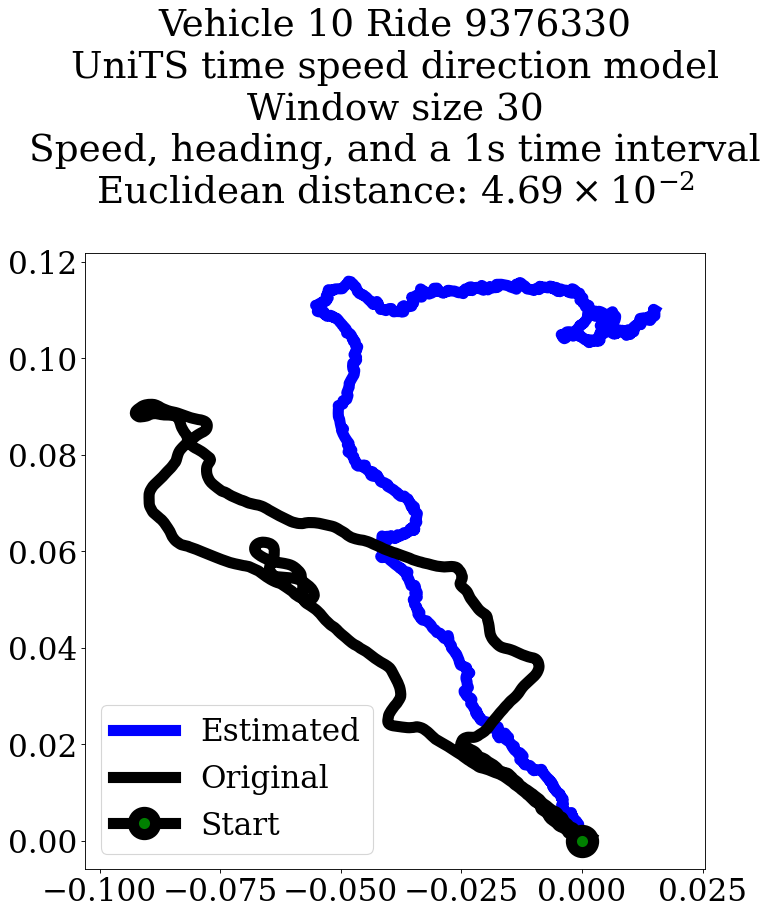 Vehicle 10 Ride 9376330
UniTS time speed direction model
Window size 30
Speed, heading, and a 1s time interval
Euclidean distance: 4.69 × 10⁻²
0.12
0.10
0.08
0.06
0.04
0.02
0.00
Estimated
Original
Start
−0.100 −0.075 −0.050 −0.025 0.000 0.025